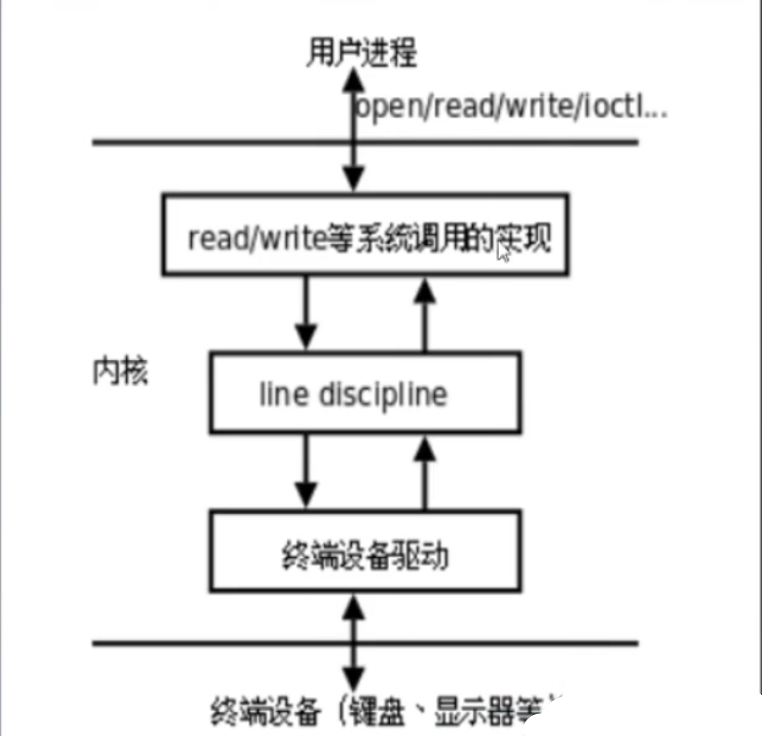 用户进程
open/read/write/ioctl...
read/write等系统调用的实现
内核
line discipline
终端设备驱动
终端设备（键盘、显示器等